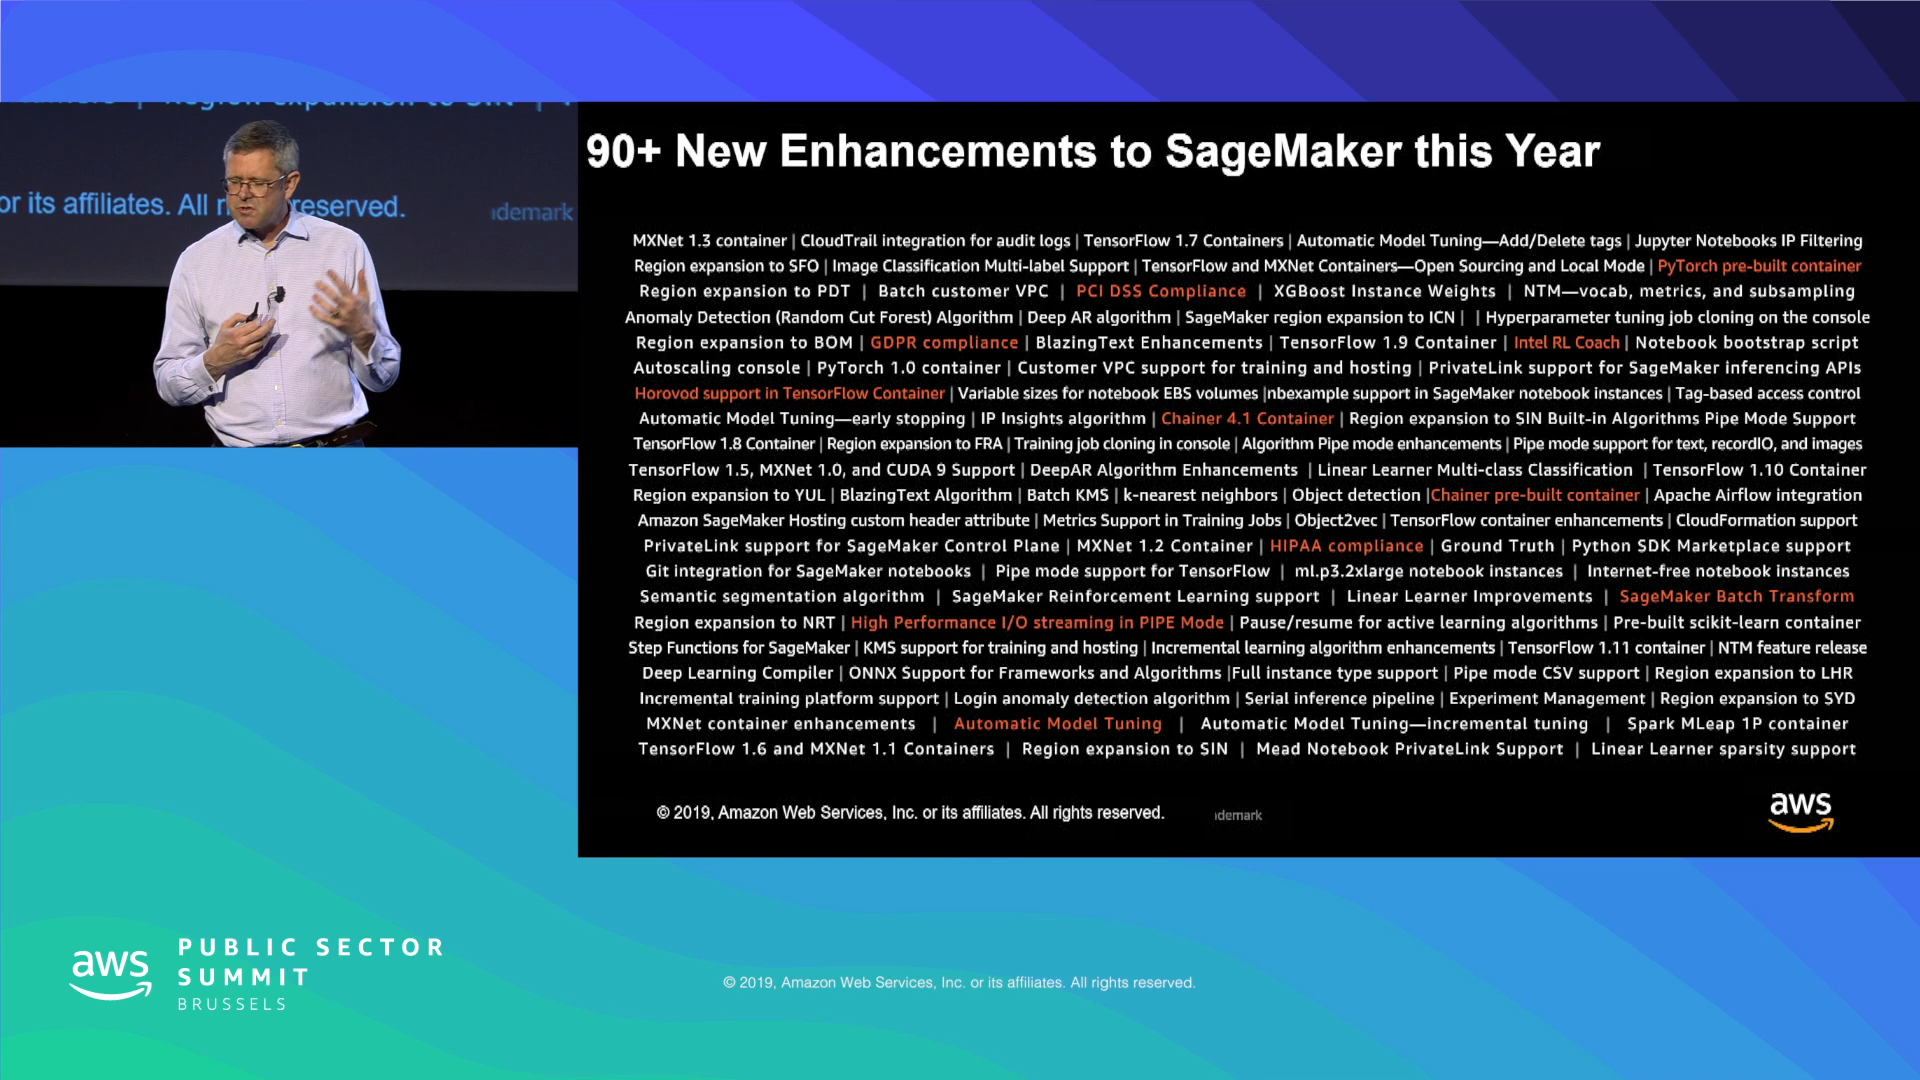 Region expansion to SIN |
or its affiliates. All reserved.
demark
90+ New Enhancements to SageMaker this Year
MXNet 1.3 container | CloudTrail integration for audit logs | TensorFlow 1.7 Containers | Automatic Model Tuning—Add/Delete tags | Jupyter Notebooks IP Filtering
Region expansion to SFO | Image Classification Multi-label Support | TensorFlow and MXNet Containers—Open Sourcing and Local Mode | PyTorch pre-built container
Region expansion to PDT | Batch customer VPC | PCI DSS Compliance | XGBoost Instance Weights | NTM—vocab, metrics, and subsampling
Anomaly Detection (Random Cut Forest) Algorithm | Deep AR algorithm | SageMaker region expansion to ICN | | Hyperparameter tuning job cloning on the console
Region expansion to BOM | GDPR compliance | BlazingText Enhancements | TensorFlow 1.9 Container | Intel RL Coach | Notebook bootstrap script
Autoscaling console | PyTorch 1.0 container | Customer VPC support for training and hosting | PrivateLink support for SageMaker inferencing APIs
Horovod support in TensorFlow Container | Variable sizes for notebook EBS volumes |nbexample support in SageMaker notebook instances | Tag-based access control
Automatic Model Tuning—early stopping | IP Insights algorithm | Chainer 4.1 Container | Region expansion to SIN Built-in Algorithms Pipe Mode Support
TensorFlow 1.8 Container | Region expansion to FRA | Training job cloning in console | Algorithm Pipe mode enhancements | Pipe mode support for text, recordIO, and images
TensorFlow 1.5, MXNet 1.0, and CUDA 9 Support | DeepAR Algorithm Enhancements | Linear Learner Multi-class Classification | TensorFlow 1.10 Container
Region expansion to YUL | BlazingText Algorithm | Batch KMS | k-nearest neighbors | Object detection |Chainer pre-built container | Apache Airflow integration
Amazon SageMaker Hosting custom header attribute | Metrics Support in Training Jobs | Object2vec | TensorFlow container enhancements | CloudFormation support
PrivateLink support for SageMaker Control Plane | MXNet 1.2 Container | HIPAA compliance | Ground Truth | Python SDK Marketplace support
Git integration for SageMaker notebooks | Pipe mode support for TensorFlow | ml.p3.2xlarge notebook instances | Internet-free notebook instances
Semantic segmentation algorithm | SageMaker Reinforcement Learning support | Linear Learner Improvements | SageMaker Batch Transform
Region expansion to NRT | High Performance I/O streaming in PIPE Mode | Pause/resume for active learning algorithms | Pre-built scikit-learn container
Step Functions for SageMaker | KMS support for training and hosting | Incremental learning algorithm enhancements | TensorFlow 1.11 container | NTM feature release
Deep Learning Compiler | ONNX Support for Frameworks and Algorithms |Full instance type support | Pipe mode CSV support | Region expansion to LHR
Incremental training platform support | Login anomaly detection algorithm | Serial inference pipeline | Experiment Management | Region expansion to SYD
MXNet container enhancements | Automatic Model Tuning | Automatic Model Tuning—incremental tuning | Spark MLeap 1P container
TensorFlow 1.6 and MXNet 1.1 Containers | Region expansion to SIN | Mead Notebook PrivateLink Support | Linear Learner sparsity support
© 2019, Amazon Web Services, Inc. or its affiliates. All rights reserved.
demark
aws
aws
PUBLIC SECTOR
SUMMIT
BRUSSELS
© 2019, Amazon Web Services, Inc. or its affiliates. All rights reserved.